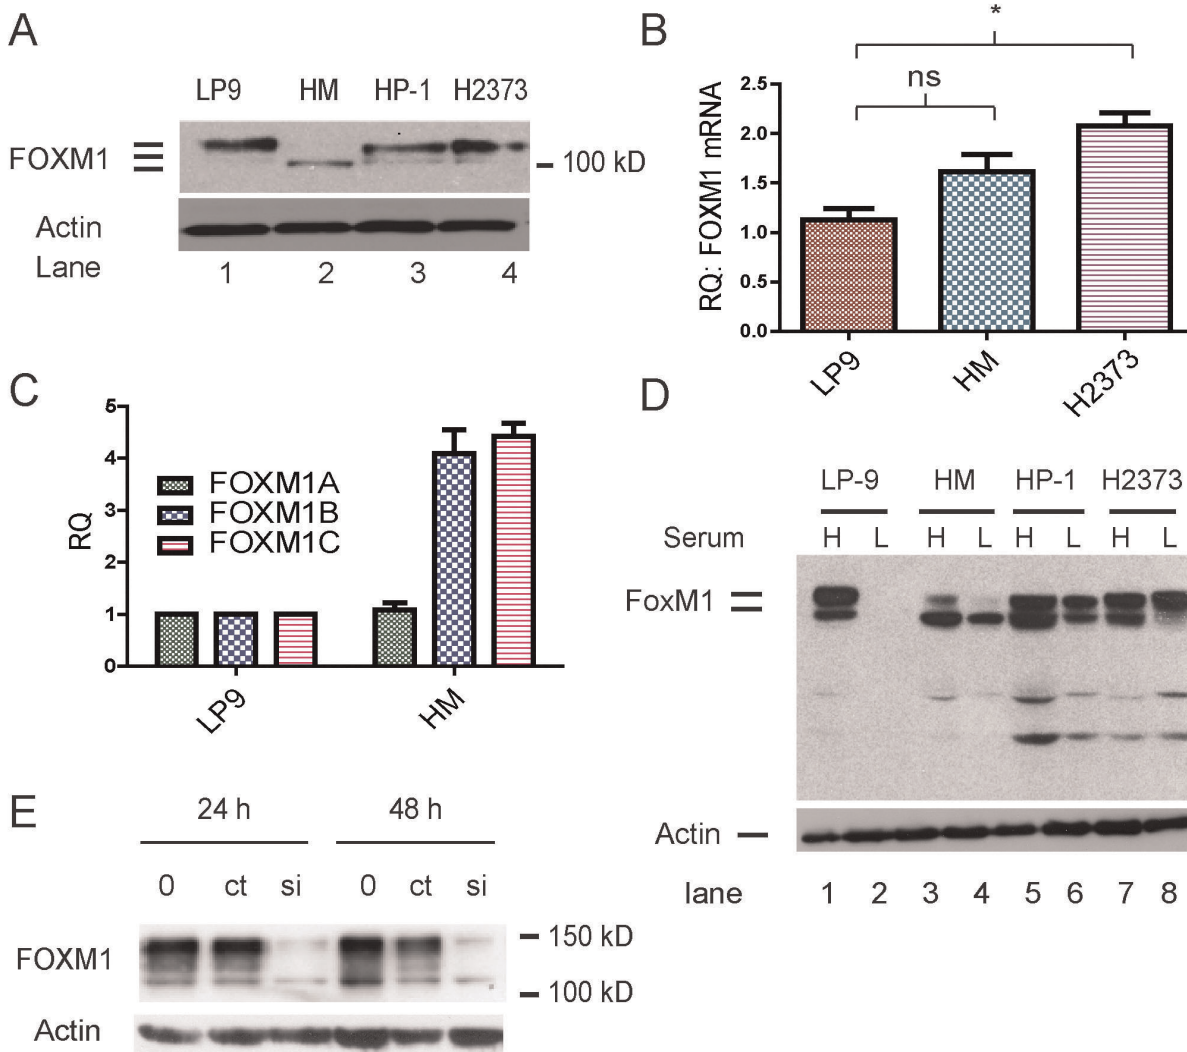 A
LP9 HM HP-1 H2373
FOXM1
100 kD
Actin
Lane 1 2 3 4
B
*
ns
RQ: FOXM1 mRNA
2.5
2.0
1.5
1.0
0.5
0.0
LP9 HM H2373
C
RQ
5
4
3
2
1
0
FOXM1A
FOXM1B
FOXM1C
LP9 HM
D
LP-9 HM HP-1 H2373
Serum H L H L H L H L
FoxM1
Actin
lane 1 2 3 4 5 6 7 8
E
24 h 48 h
0 ct si 0 ct si
FOXM1
150 kD
100 kD
Actin